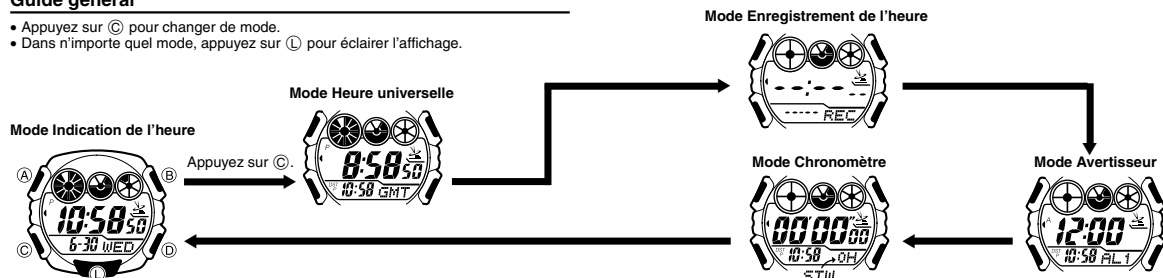 Guide général
• Appuyez sur Ⓒ pour changer de mode.
• Dans n’importe quel mode, appuyez sur Ⓛ pour éclairer l’affichage.
Mode Enregistrement de l’heure
--:-- --
----- REC
Mode Heure universelle
P
8:58 50
DST P 10:58 GMT
Mode Indication de l’heure
Appuyez sur Ⓒ.
Ⓐ Ⓑ
P
10:58 50
6-30 WED
Ⓒ Ⓓ
Ⓛ
Mode Chronomètre
00'00"00
DST P 10:58 0H
STW
Mode Avertisseur
A
12:00
DST P 10:58 AL1